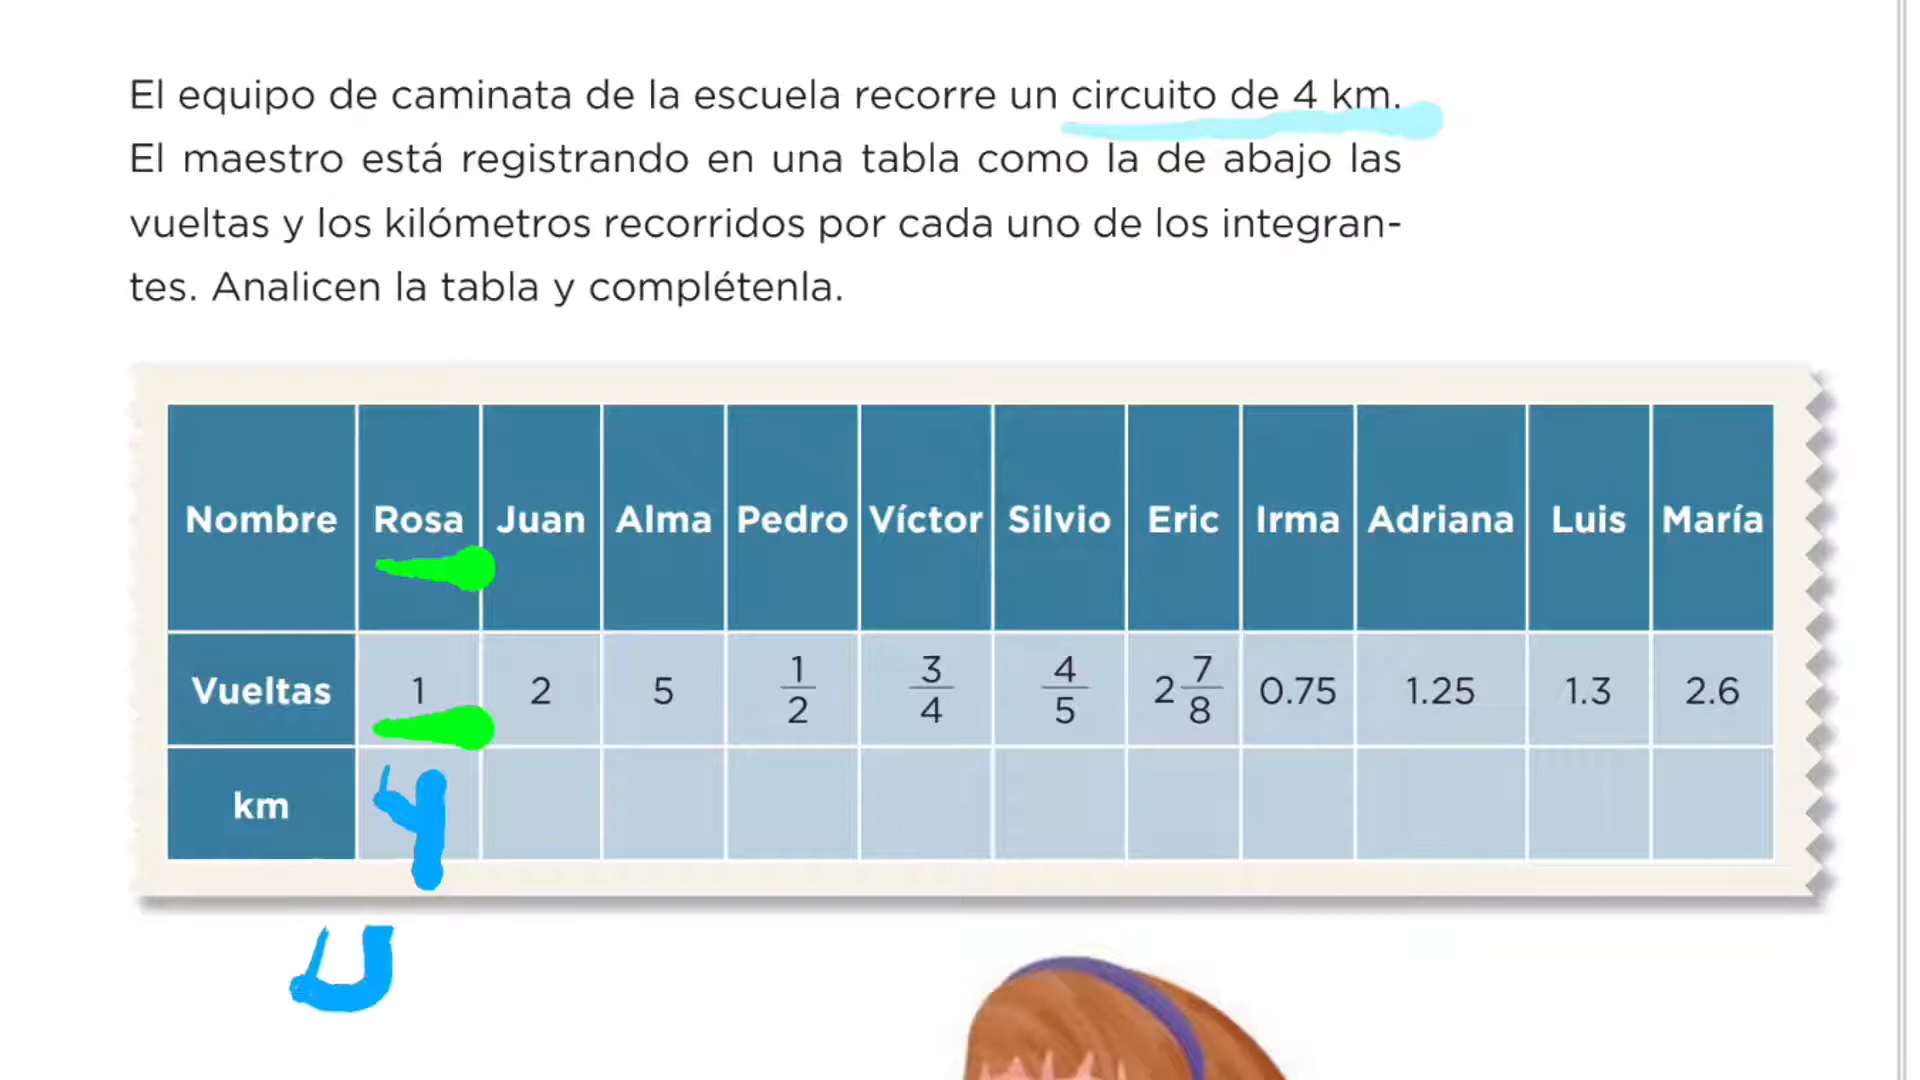 El equipo de caminata de la escuela recorre un circuito de 4 km.
El maestro está registrando en una tabla como la de abajo las
vueltas y los kilómetros recorridos por cada uno de los integran-
tes. Analicen la tabla y complétenla.
Nombre Rosa Juan Alma Pedro Víctor Silvio Eric Irma Adriana Luis María
Vueltas 1 2 5 1/2 3/4 4/5 2 7/8 0.75 1.25 1.3 2.6
km 4